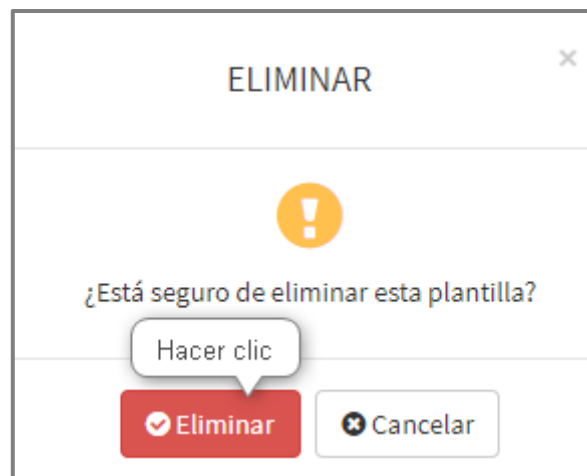 ELIMINAR
×
¿Está seguro de eliminar esta plantilla?
Hacer clic
Eliminar
Cancelar